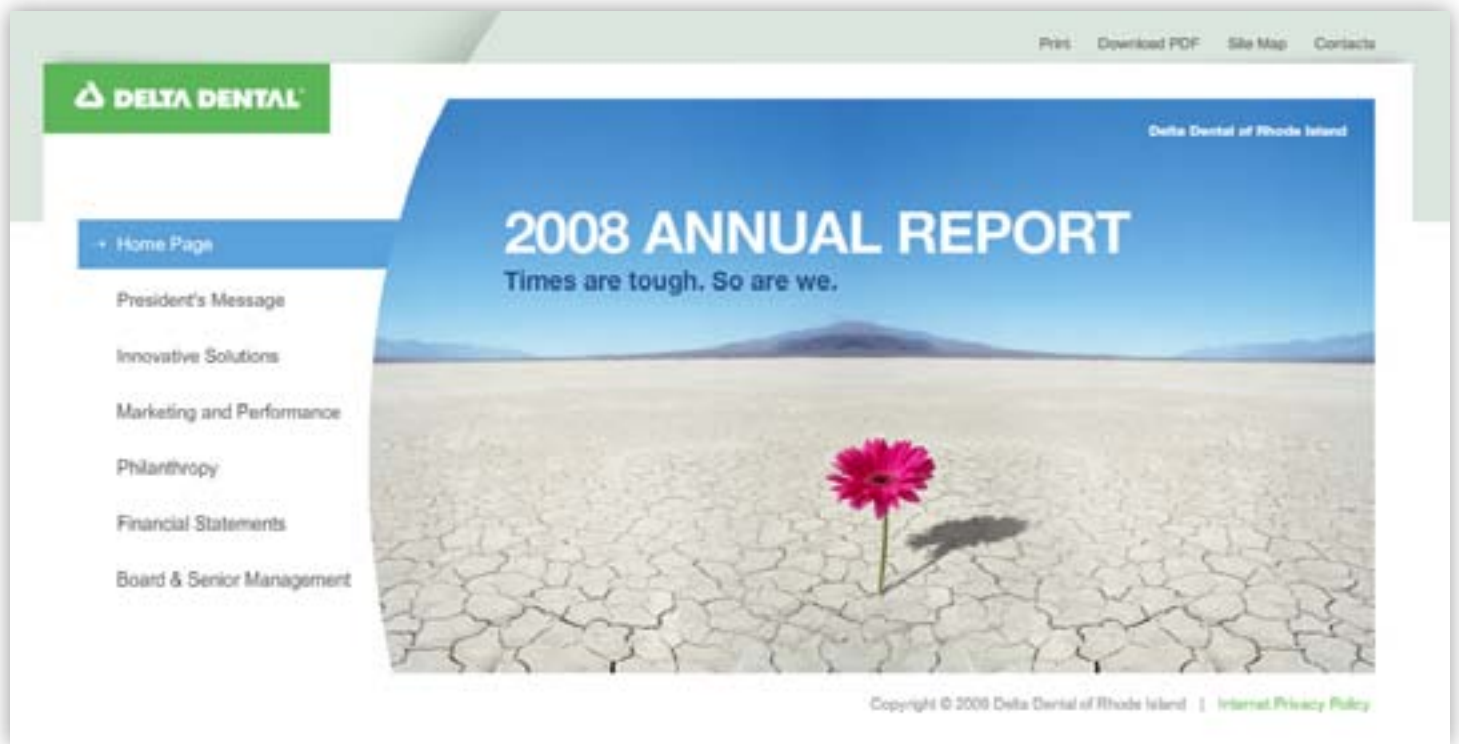 Print Download PDF Site Map Contacts
DELTA DENTAL
Delta Dental of Rhode Island
2008 ANNUAL REPORT
Times are tough. So are we.
Home Page
President's Message
Innovative Solutions
Marketing and Performance
Philanthropy
Financial Statements
Board & Senior Management
Copyright © Delta Dental of Rhode Island | Internet Privacy Policy